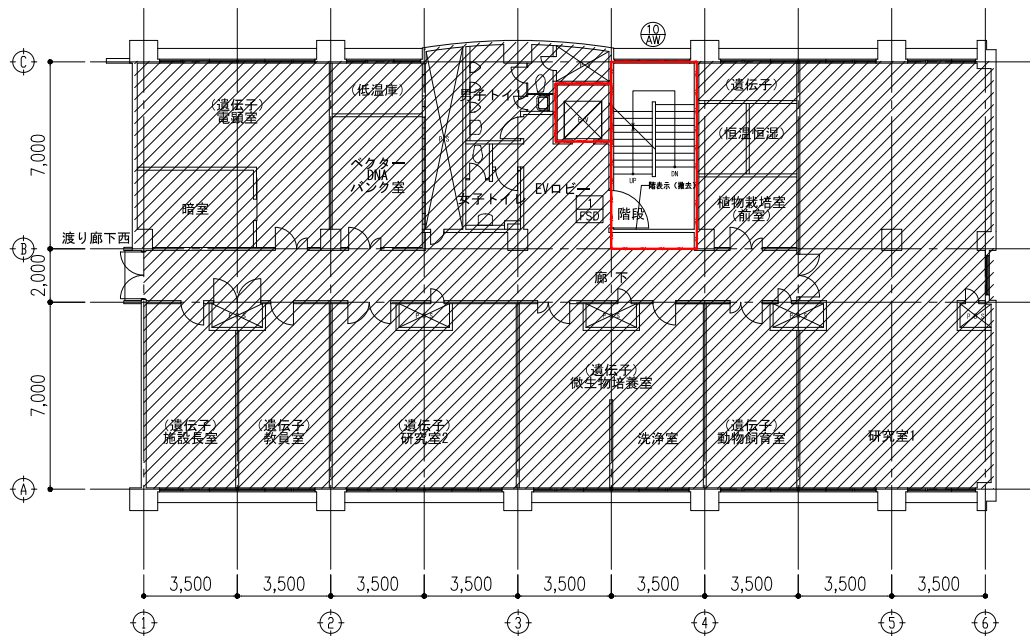 10
AW
C
(遺伝子)
電顕室
(低温庫)
男子トイレ
(遺伝子)
(恒温恒湿)
7,000
ベクター
DNA
バンク室
UP
DN
階表示(撤去)
暗室
女子トイレ
EVロビー
1
FSD
階段
植物栽培室
(前室)
渡り廊下西
B
2,000
廊 下
7,000
(遺伝子)
施設長室
(遺伝子)
教員室
(遺伝子)
研究室2
(遺伝子)
微生物培養室
洗浄室
(遺伝子)
動物飼育室
研究室1
A
3,500
3,500
3,500
3,500
3,500
3,500
3,500
3,500
3,500
1
2
3
4
5
6